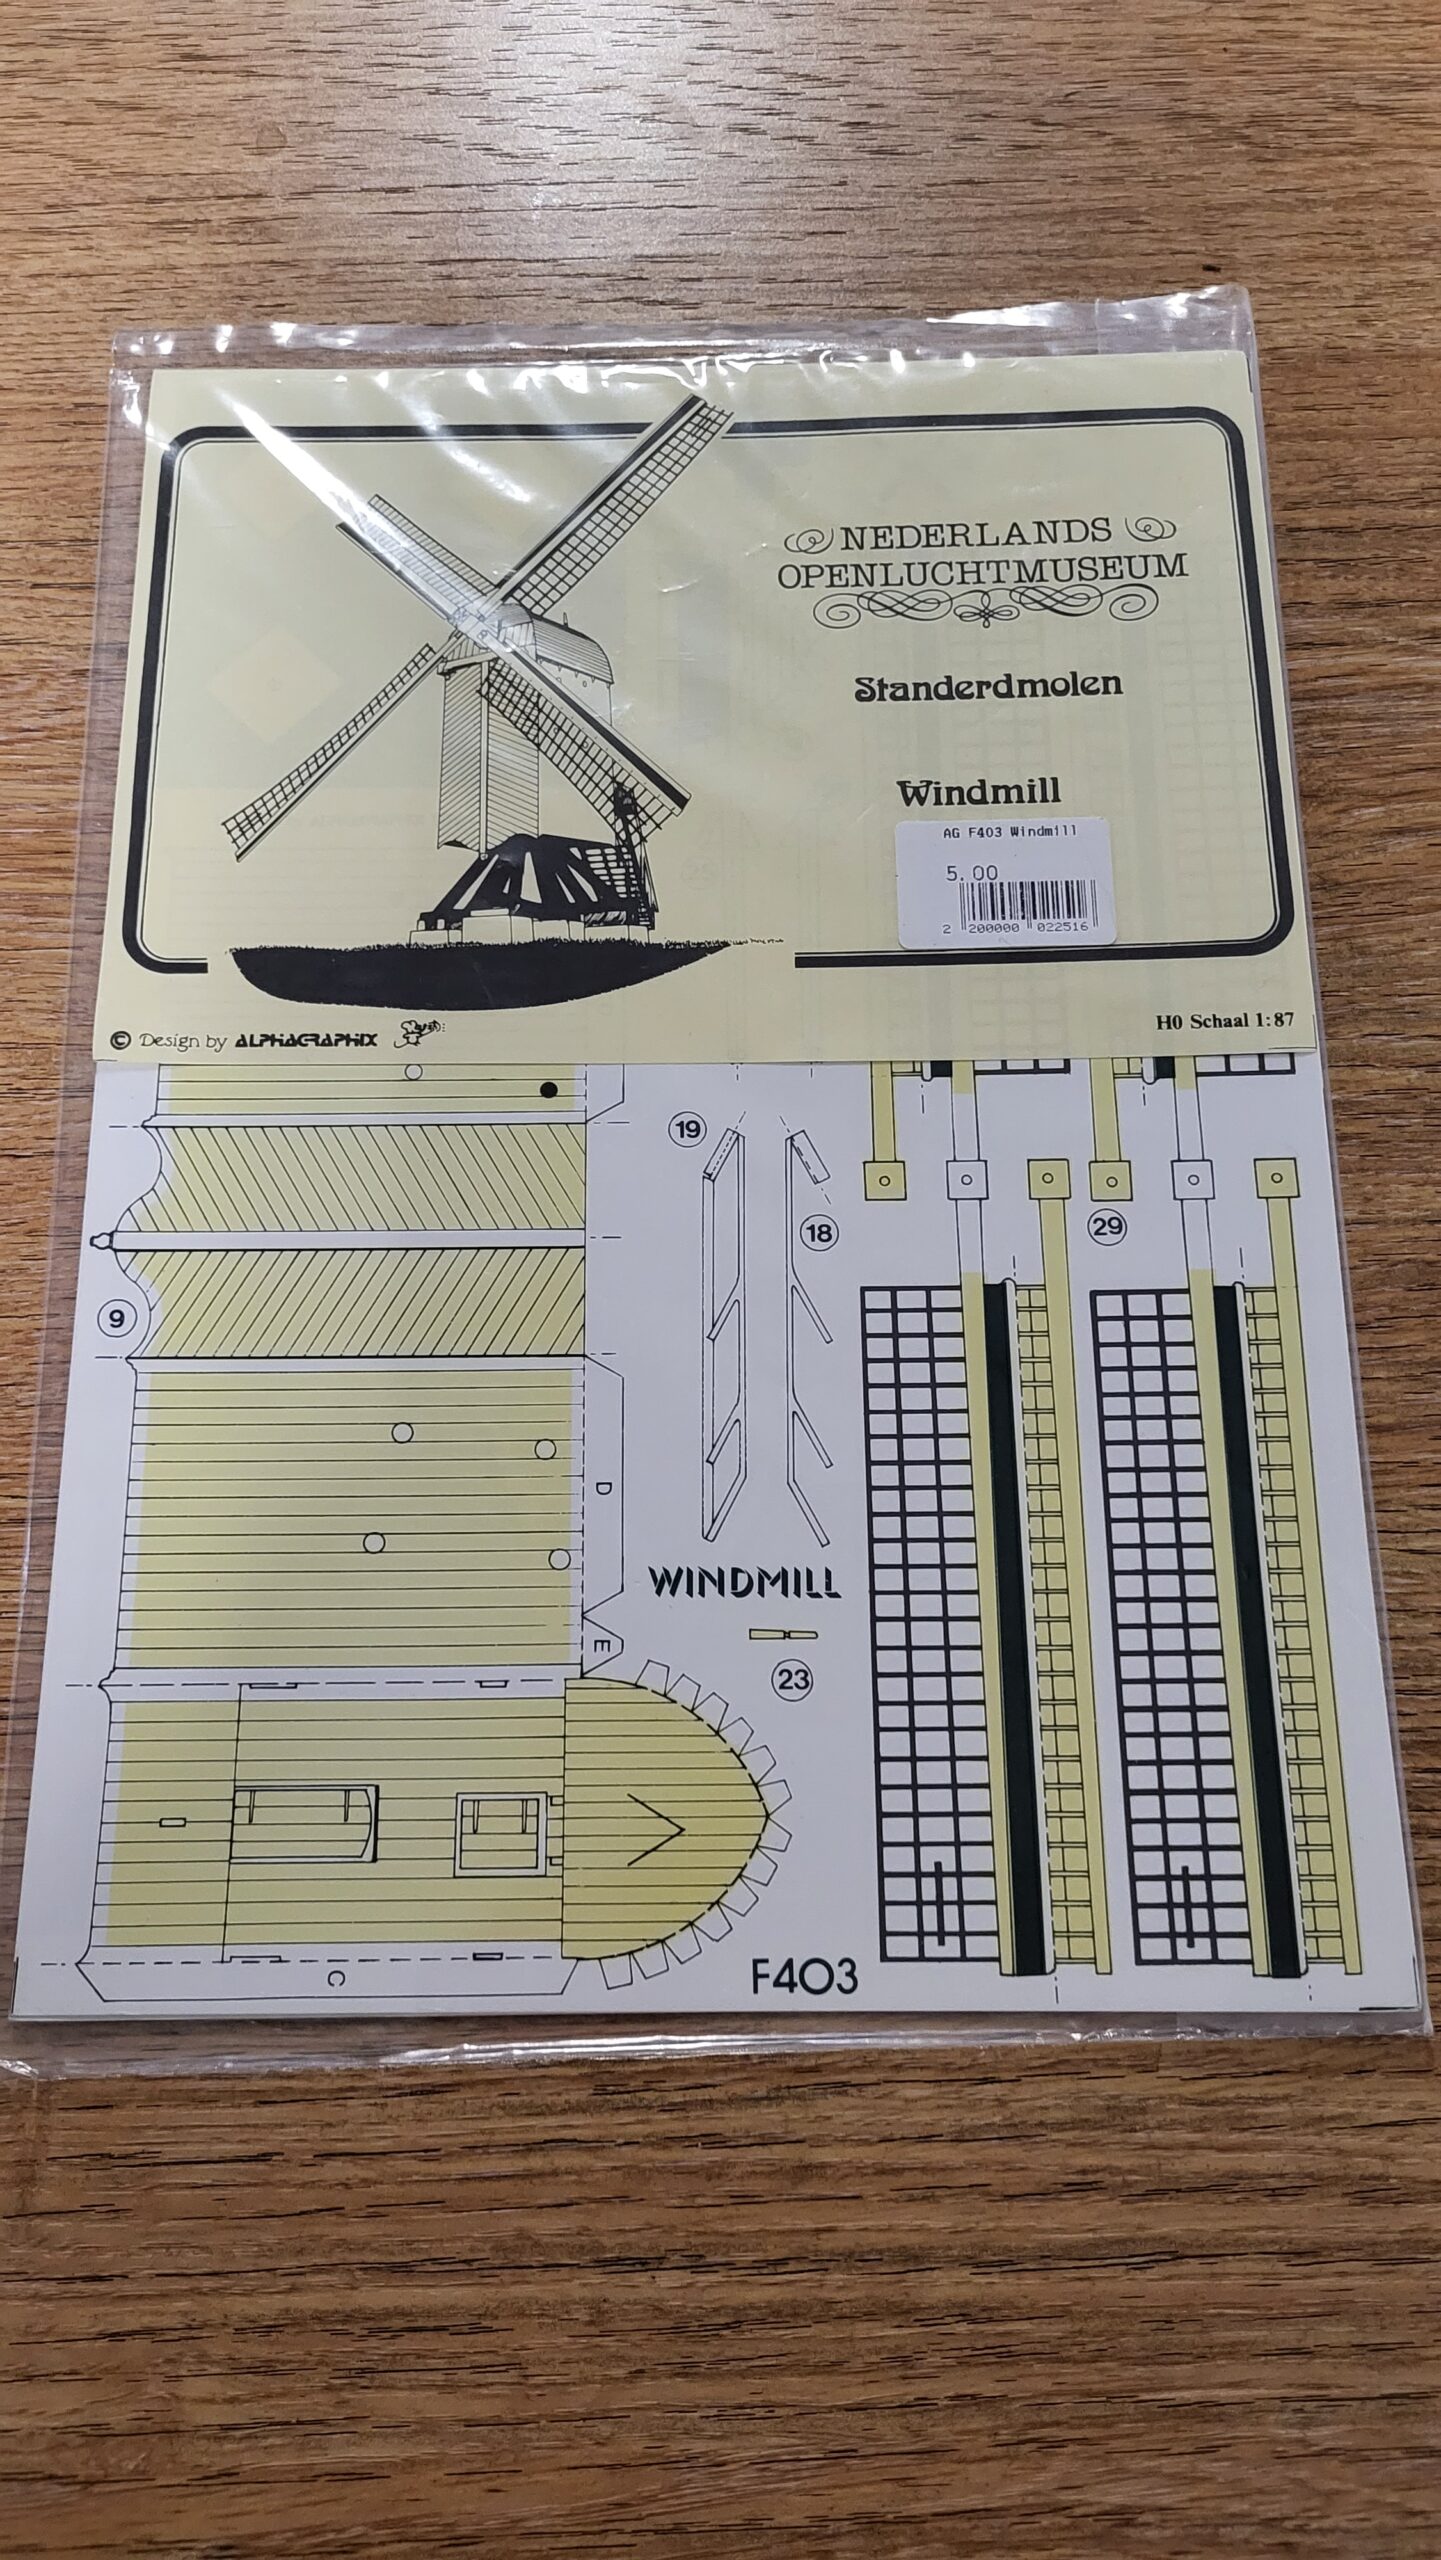 NEDERLANDS
OPENLUCHTMUSEUM
Standerdmolen
Windmill
AG F403 Windmill
5.00
2 200000 022516
© Design by ALPHAGRAPHIX
H0 Schaal 1:87
19
18
29
9
D
WINDMILL
E
23
C
F403